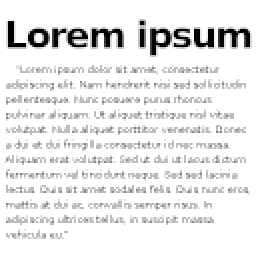 Lorem ipsum
"Lorem ipsum dolor sit amet, consectetur
adipiscing elit. Nam hendrerit nisi sed sollicitudin
pellentesque. Nunc posuere purus rhoncus
pulvinar aliquam. Ut aliquet tristique nisl vitae
volutpat. Nulla aliquet porttitor venenatis. Donec
a dui et dui fringilla consectetur id nec massa.
Aliquam erat volutpat. Sed ut dui ut lacus dictum
fermentum vel tincidunt neque. Sed sed lacinia
lectus. Duis sit amet sodales felis. Duis nunc eros,
mattis at dui ac, convallis semper risus. In
adipiscing ultrices tellus, in suscipit massa
vehicula eu."